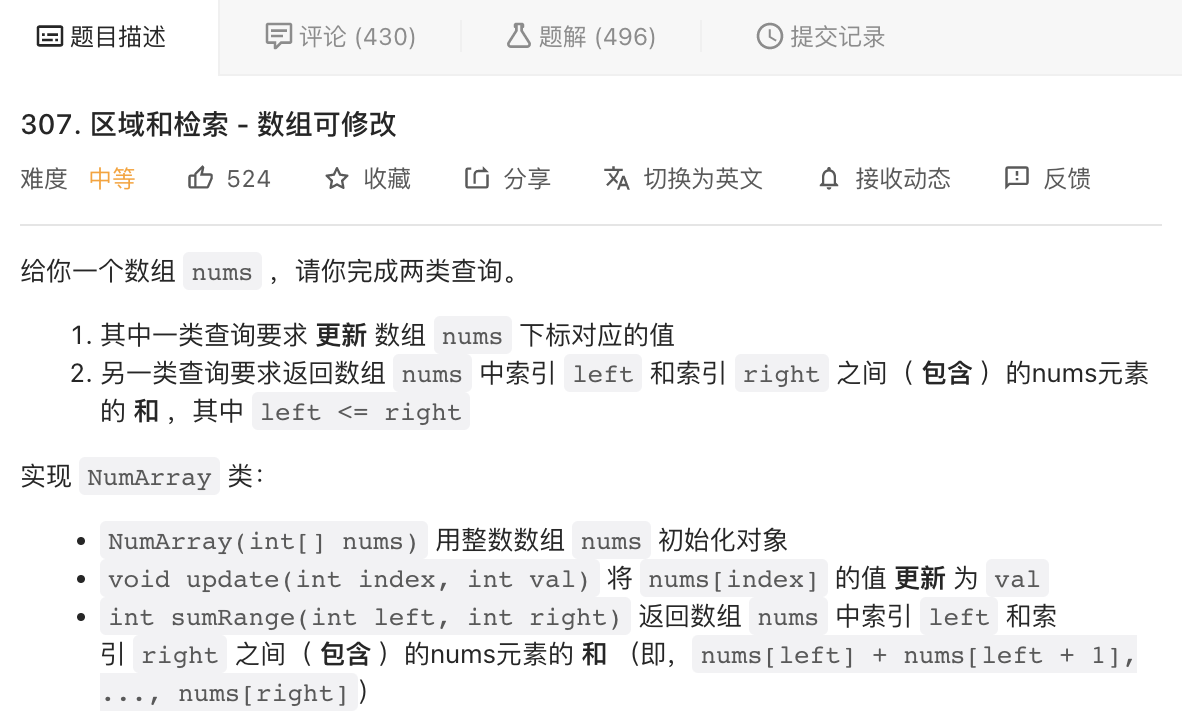 题目描述 评论 (430) 题解 (496) 提交记录
307. 区域和检索 - 数组可修改
难度 中等 524 收藏 分享 切换为英文 接收动态 反馈
给你一个数组 nums ，请你完成两类查询。
1. 其中一类查询要求 更新 数组 nums 下标对应的值
2. 另一类查询要求返回数组 nums 中索引 left 和索引 right 之间（ 包含 ）的nums元素
的 和 ，其中 left <= right
实现 NumArray 类：
• NumArray(int[] nums) 用整数数组 nums 初始化对象
• void update(int index, int val) 将 nums[index] 的值 更新 为 val
• int sumRange(int left, int right) 返回数组 nums 中索引 left 和索
引 right 之间（ 包含 ）的nums元素的 和 （即，nums[left] + nums[left + 1],
..., nums[right]）